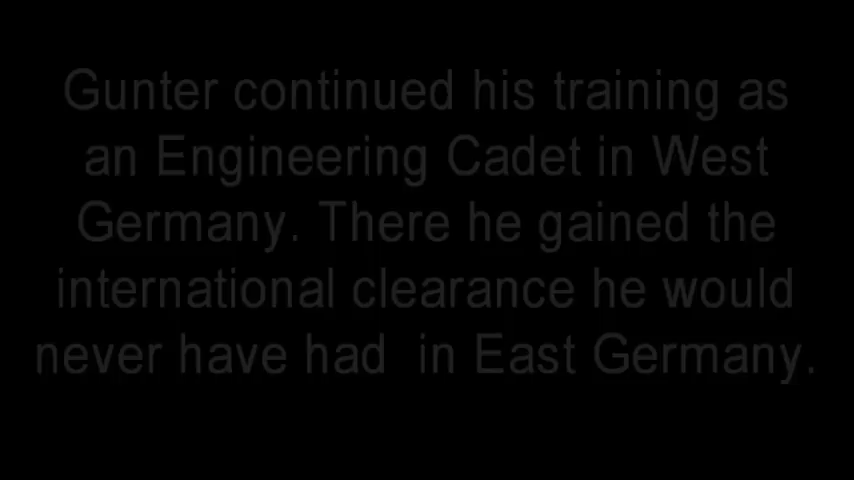 Gunter continued his training as
an Engineering Cadet in West
Germany. There he gained the
international clearance he would
never have had  in East Germany.